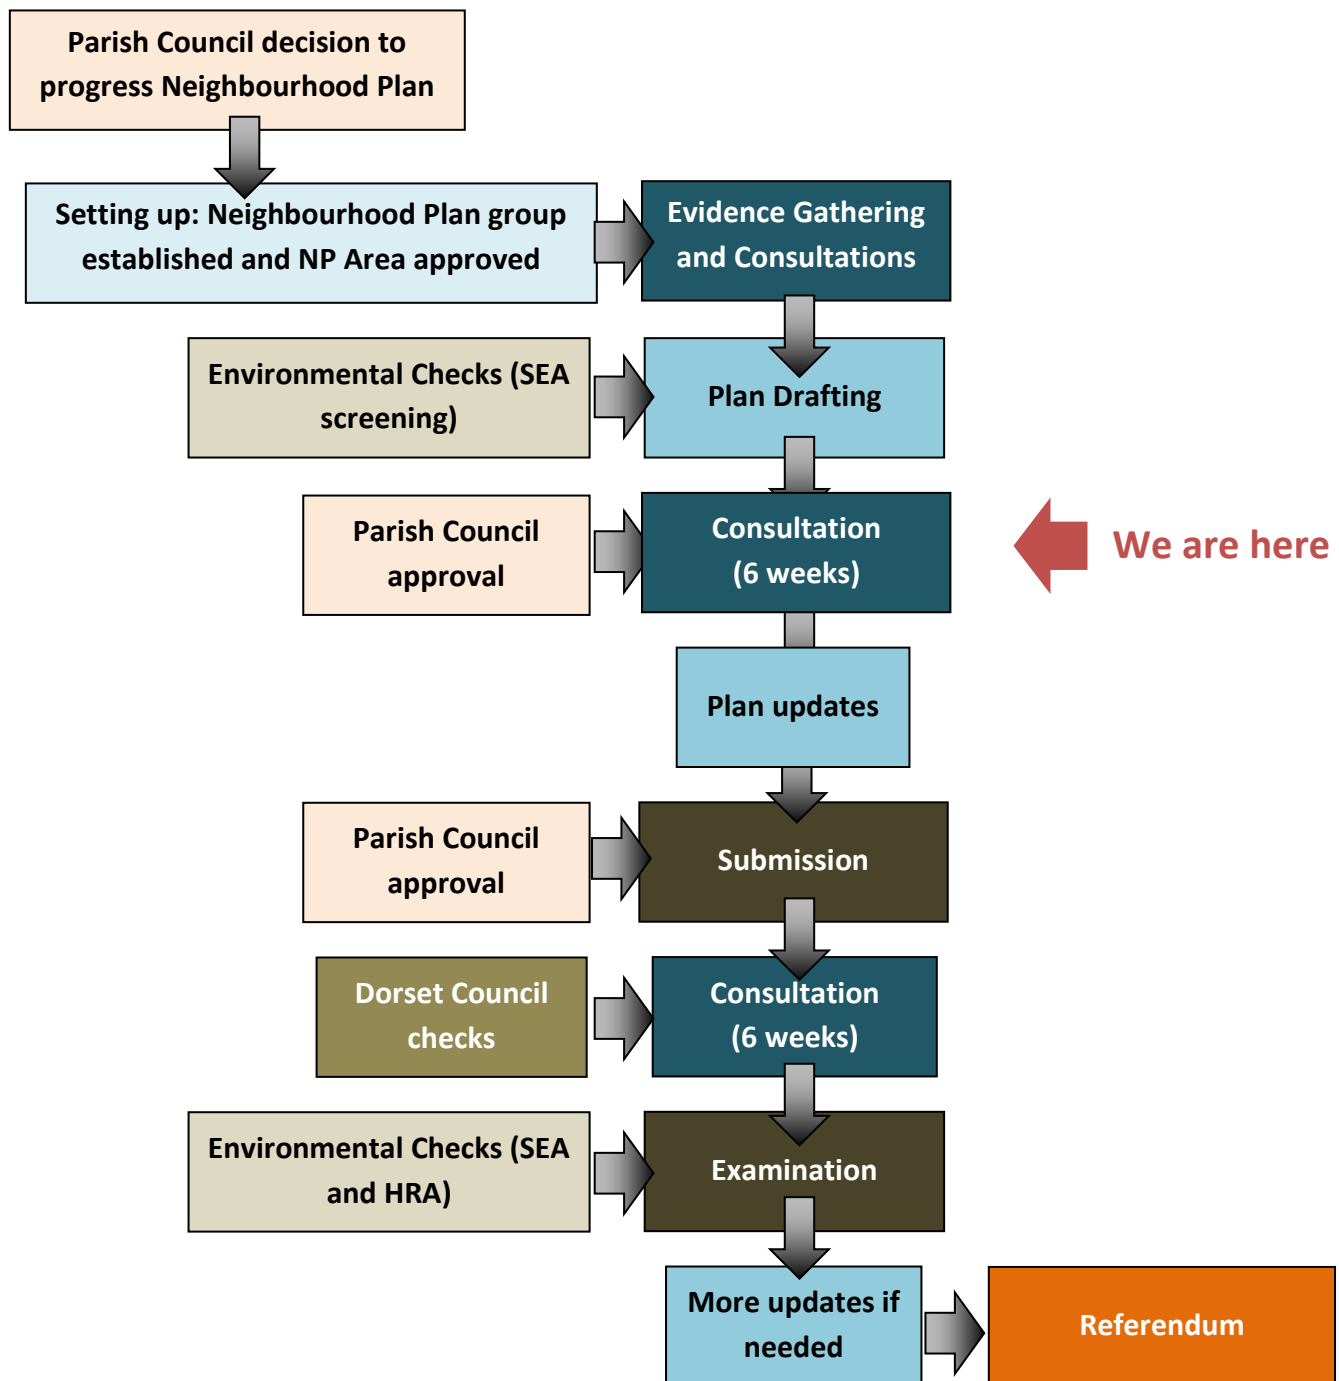 Parish Council decision to
progress Neighbourhood Plan
Setting up: Neighbourhood Plan group
established and NP Area approved
Evidence Gathering
and Consultations
Environmental Checks (SEA
screening)
Plan Drafting
Parish Council
approval
Consultation
(6 weeks)
We are here
Plan updates
Parish Council
approval
Submission
Dorset Council
checks
Consultation
(6 weeks)
Environmental Checks (SEA
and HRA)
Examination
More updates if
needed
Referendum